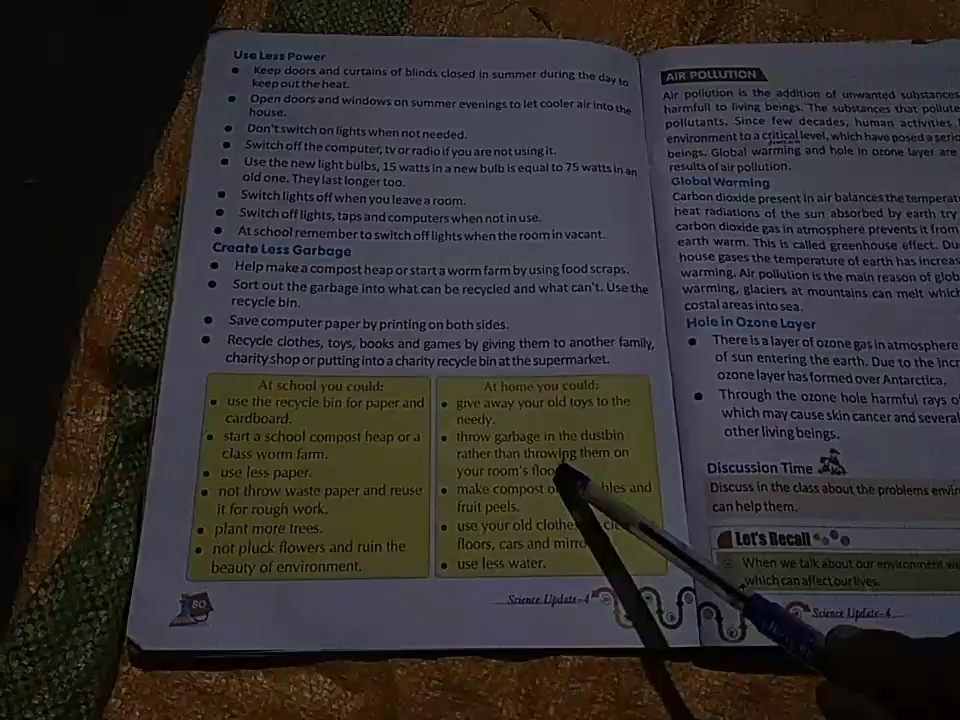 Use Less Power
• Keep doors and curtains of blinds closed in summer during the day to
keep out the heat.
• Open doors and windows on summer evenings to let cooler air into the
house.
• Don't switch on lights when not needed.
• Switch off the computer, tv or radio if you are not using it.
• Use the new light bulbs, 15 watts in a new bulb is equal to 75 watts in an
old one. They last longer too.
• Switch lights off when you leave a room.
• Switch off lights, taps and computers when not in use.
• At school remember to switch off lights when the room in vacant.
Create Less Garbage
• Help make a compost heap or start a worm farm by using food scraps.
• Sort out the garbage into what can be recycled and what can't. Use the
recycle bin.
• Save computer paper by printing on both sides.
• Recycle clothes, toys, books and games by giving them to another family,
charity shop or putting into a charity recycle bin at the supermarket.
At school you could:
• use the recycle bin for paper and
cardboard.
• start a school compost heap or a
class worm farm.
• use less paper.
• not throw waste paper and reuse
it for rough work.
• plant more trees.
• not pluck flowers and ruin the
beauty of environment.
At home you could:
• give away your old toys to the
needy.
• throw garbage in the dustbin
rather than throwing them on
your room's
• make compost and
fruit peels.
• use your old
floors, cars and
• use less water.
80
Science Update-4
AIR POLLUTION
Air pollution is the addition of unwanted substances
harmfull to living beings. The substances that pollute
pollutants. Since few decades, human activities
environment to a critical level, which have posed a
beings. Global warming and hole in ozone layer are
results of air pollution.
Global Warming
Carbon dioxide present in air balances the
heat radiations of the sun absorbed by earth try
carbon dioxide gas in atmosphere prevents it from
earth warm. This is called greenhouse effect.
house gases the temperature of earth has
warming. Air pollution is the main reason of
warming, glaciers at mountains can melt which
costal areas into sea.
Hole in Ozone Layer
• There is a layer of ozone gas in atmosphere
of sun entering the earth. Due to the
ozone layer has formed over Antarctica.
• Through the ozone hole harmful rays
which may cause skin cancer and several
other living beings.
Discussion Time
Discuss in the class about the problems
can help them.
Let's Recall
When we talk about our environment
which can affect our lives.
Science Update-4